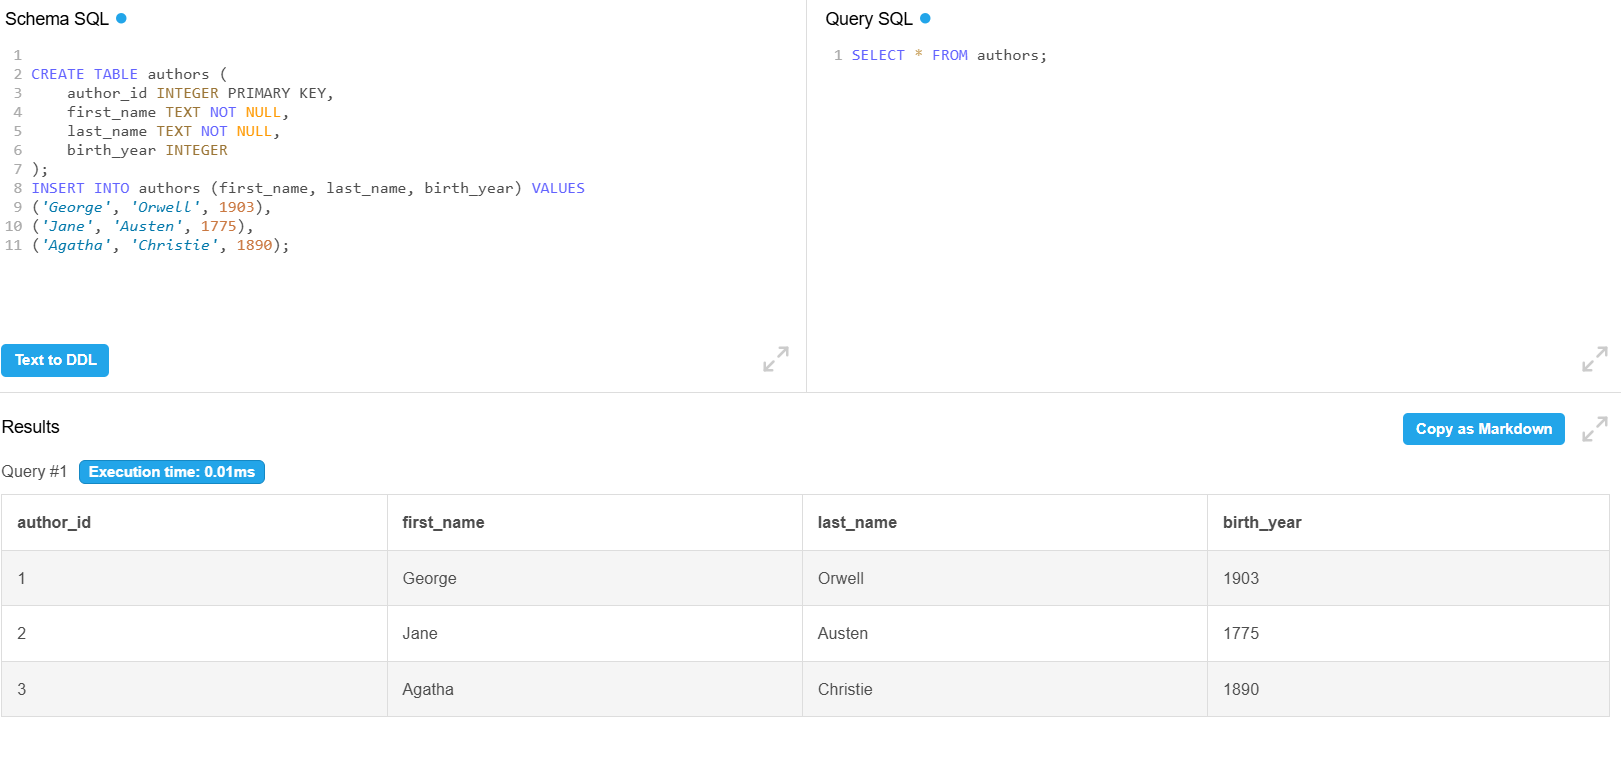 Schema SQL
1
2 CREATE TABLE authors (
3     author_id INTEGER PRIMARY KEY,
4     first_name TEXT NOT NULL,
5     last_name TEXT NOT NULL,
6     birth_year INTEGER
7 );
8 INSERT INTO authors (first_name, last_name, birth_year) VALUES
9 ('George', 'Orwell', 1903),
10 ('Jane', 'Austen', 1775),
11 ('Agatha', 'Christie', 1890);
Text to DDL
Query SQL
1 SELECT * FROM authors;
Results
Copy as Markdown
Query #1 Execution time: 0.01ms
author_id first_name last_name birth_year
1 George Orwell 1903
2 Jane Austen 1775
3 Agatha Christie 1890